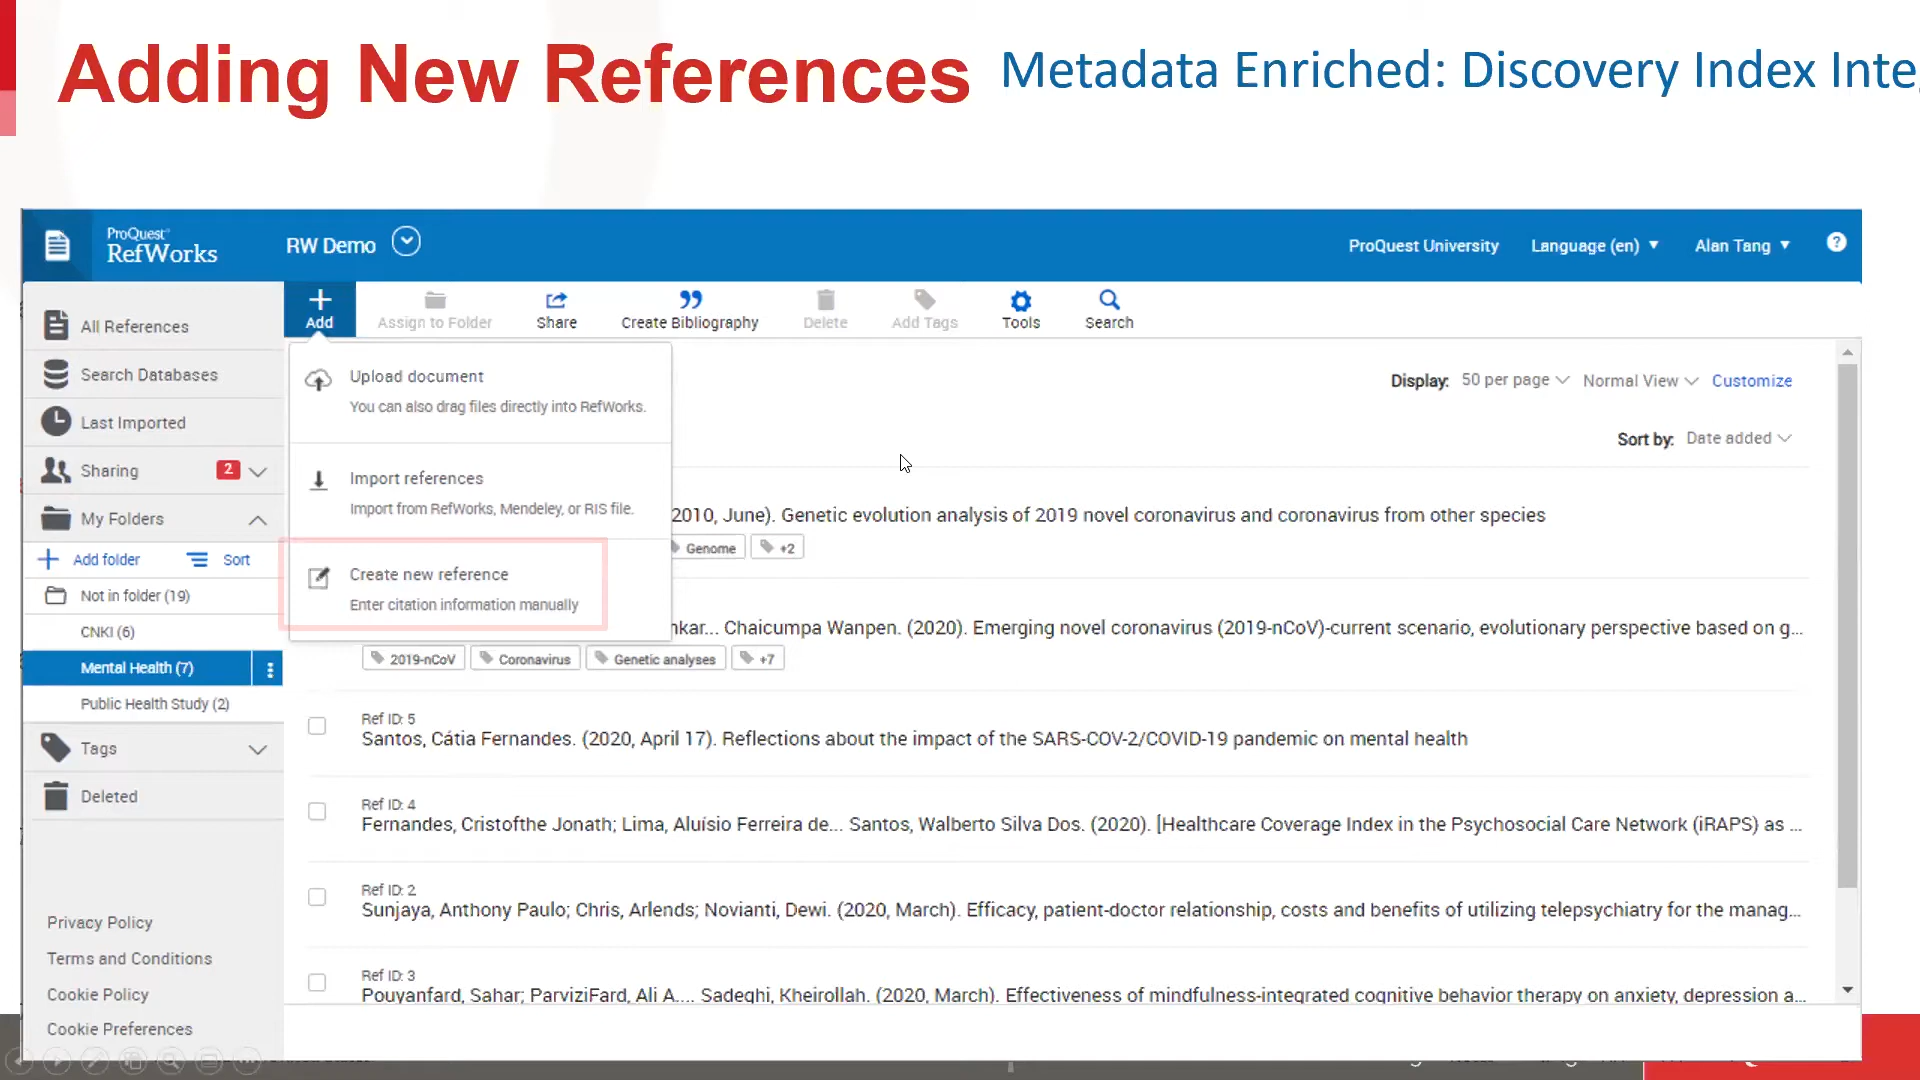 Adding New References
Metadata Enriched: Discovery Index Inte
ProQuest
RefWorks
RW Demo
ProQuest University
Language (en)
Alan Tang
?
All References
Search Databases
Last Imported
Sharing
2
My Folders
Add folder
Sort
Not in folder (19)
CNKI (6)
Mental Health (7)
Public Health Study (2)
Tags
Deleted
Privacy Policy
Terms and Conditions
Cookie Policy
Cookie Preferences
Add
Assign to Folder
Share
Create Bibliography
Delete
Add Tags
Tools
Search
Upload document
You can also drag files directly into RefWorks.
Import references
Import from RefWorks, Mendeley, or RIS file.
Create new reference
Enter citation information manually
Display:
50 per page
Normal View
Customize
Sort by:
Date added
2010, June). Genetic evolution analysis of 2019 novel coronavirus and coronavirus from other species
Genome
+2
nkar... Chaicumpa Wanpen. (2020). Emerging novel coronavirus (2019-nCoV)-current scenario, evolutionary perspective based on g...
2019-nCoV
Coronavirus
Genetic analyses
+7
Ref ID: 5
Santos, Cátia Fernandes. (2020, April 17). Reflections about the impact of the SARS-COV-2/COVID-19 pandemic on mental health
Ref ID: 4
Fernandes, Cristofthe Jonath; Lima, Aluísio Ferreira de... Santos, Walberto Silva Dos. (2020). [Healthcare Coverage Index in the Psychosocial Care Network (iRAPS) as ...
Ref ID: 2
Sunjaya, Anthony Paulo; Chris, Arlends; Novianti, Dewi. (2020, March). Efficacy, patient-doctor relationship, costs and benefits of utilizing telepsychiatry for the manag...
Ref ID: 3
Pouyanfard, Sahar; ParviziFard, Ali A.... Sadeghi, Kheirollah. (2020, March). Effectiveness of mindfulness-integrated cognitive behavior therapy on anxiety, depression a...